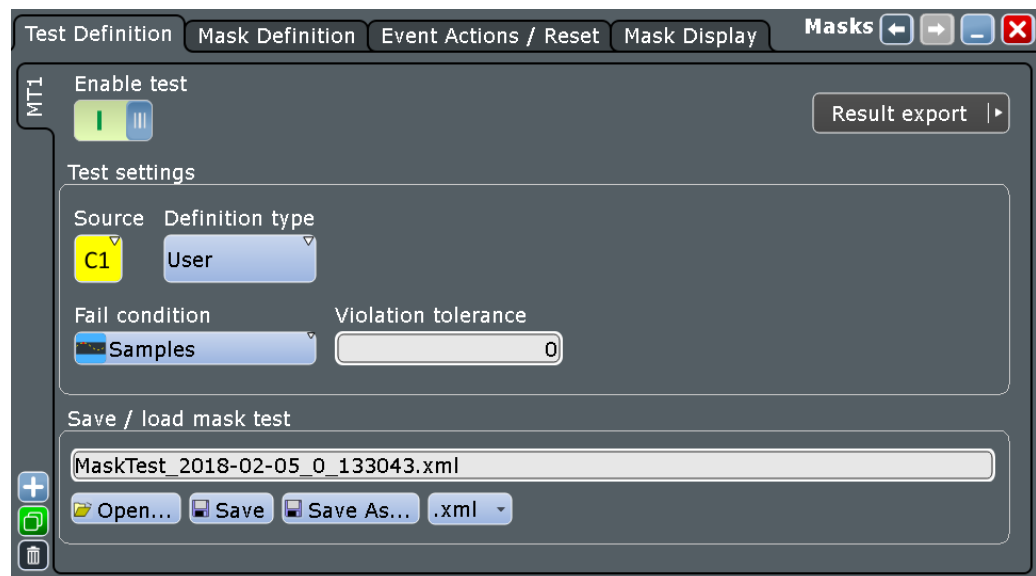 Test Definition Mask Definition Event Actions / Reset Mask Display Masks
MT1
Enable test
Result export
Test settings
Source Definition type
C1 User
Fail condition Violation tolerance
Samples 0
Save / load mask test
MaskTest_2018-02-05_0_133043.xml
Open... Save Save As... .xml